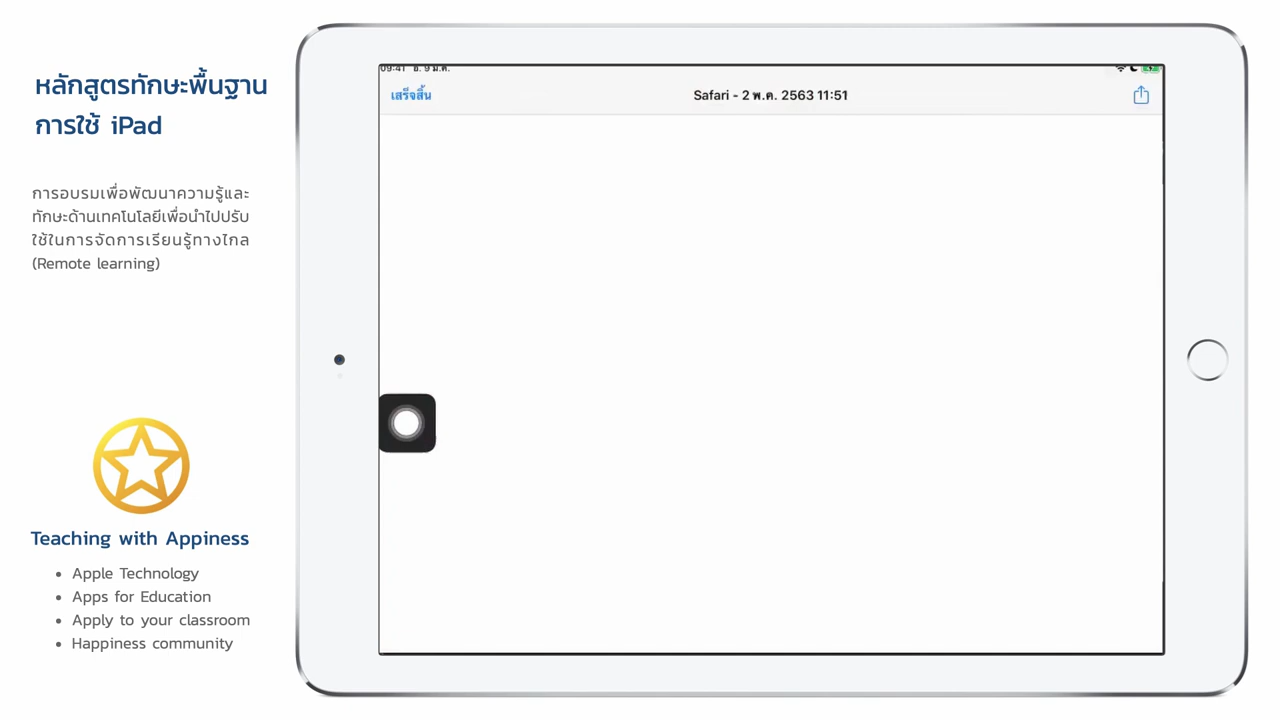 หลักสูตรทักษะพื้นฐาน
การใช้ iPad
การอบรมเพื่อพัฒนาความรู้และ
ทักษะด้านเทคโนโลยีเพื่อนำไปปรับ
ใช้ในการจัดการเรียนรู้ทางไกล
(Remote learning)
Teaching with Appiness
• Apple Technology
• Apps for Education
• Apply to your classroom
• Happiness community
09:41 อ. 9 ม.ค.
เสร็จสิ้น
Safari - 2 พ.ค. 2563 11:51